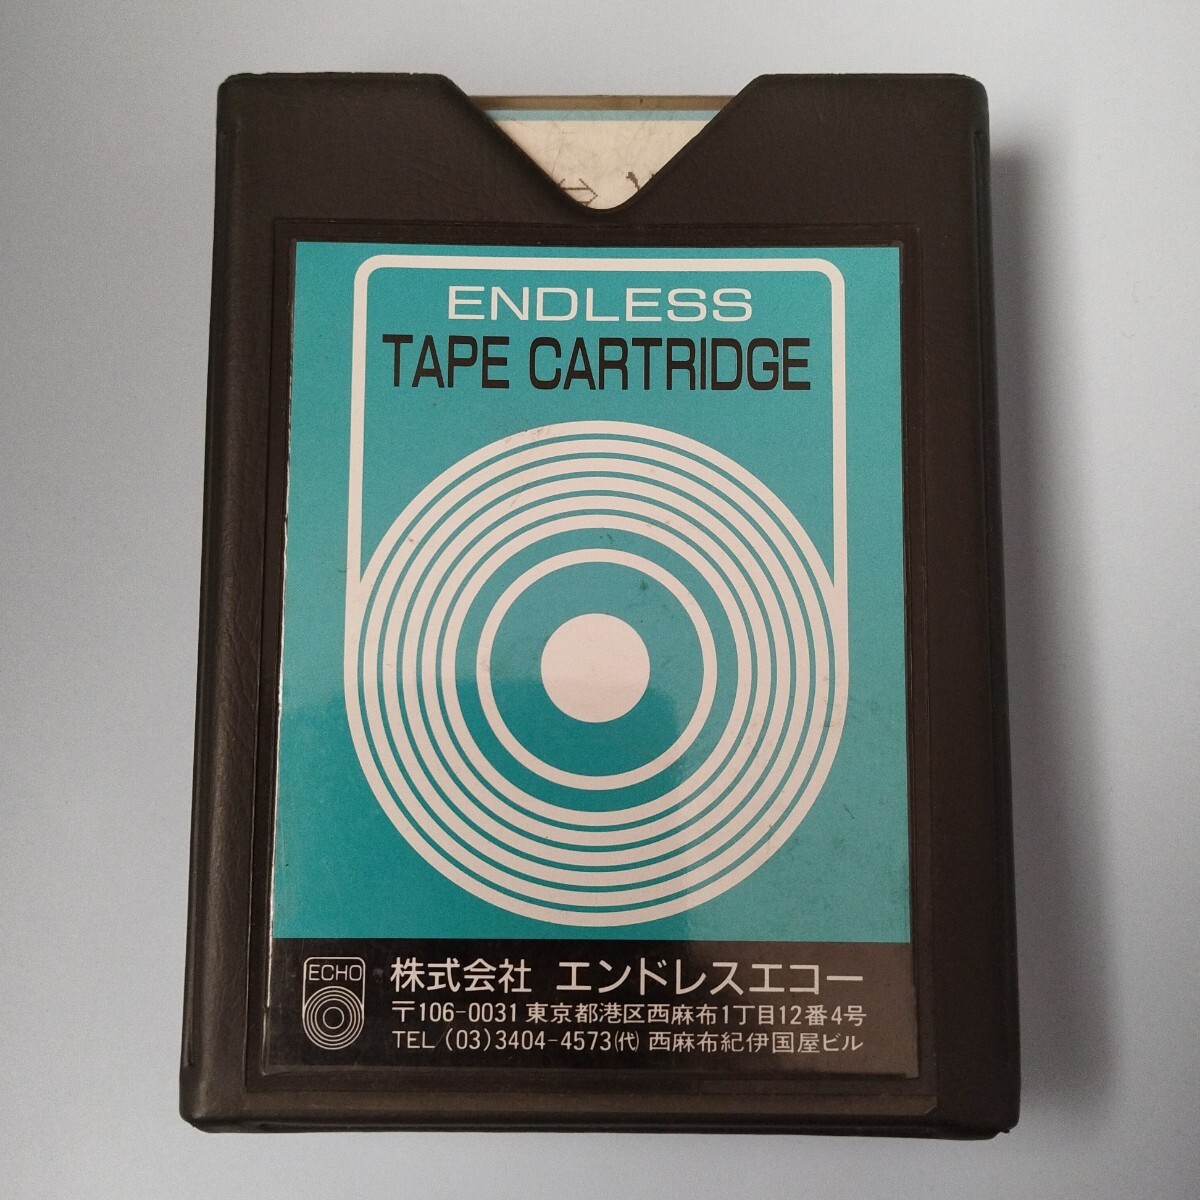 ENDLESS
TAPE CARTRIDGE
ECHO
株式会社 エンドレスエコー
〒106-0031 東京都港区西麻布1丁目12番4号
TEL (03)3404-4573㈹ 西麻布紀伊国屋ビル